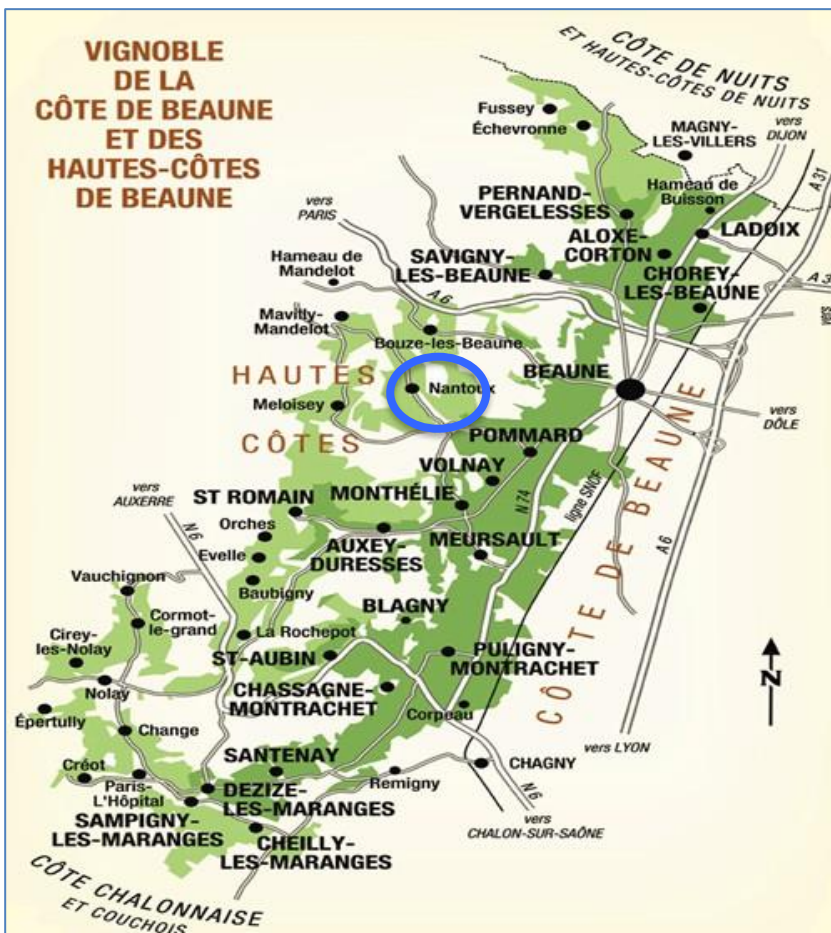 VIGNOBLE
DE LA
CÔTE DE BEAUNE
ET DES
HAUTES-CÔTES
DE BEAUNE
CÔTE DE NUITS
ET HAUTES-CÔTES DE NUITS
Fussey
Échevronne
MAGNY-
LES-VILLERS
vers
DIJON
A 31
Hameau de
Buisson
PERNAND-
VERGELESSES
LADOIX
ALOXE-
CORTON
vers
PARIS
SAVIGNY-
LES-BEAUNE
CHOREY-
LES-BEAUNE
Hameau de
Mandelot
A 6
A 3
vers
Mavilly-
Mandelot
Bouze-les-Beaune
HAUTES
Nantoux
BEAUNE
Meloisey
vers
DÔLE
CÔTES
POMMARD
VOLNAY
vers
AUXERRE
N6
ST ROMAIN
MONTHÉLIE
N 74
ligne SNCF
CÔTE DE BEAUNE
A 6
Orches
AUXEY-
DURESSES
MEURSAULT
Evelle
Vauchignon
Baubigny
BLAGNY
Cormot-
le-grand
Cirey-
les-Nolay
La Rochepot
ST-AUBIN
PULIGNY-
MONTRACHET
N
Nolay
CHASSAGNE-
MONTRACHET
Corpeau
Épertully
Change
vers LYON
SANTENAY
CHAGNY
Créot
Remigny
N6
Paris-
L'Hôpital
DEZIZE-
LES-MARANGES
SAMPIGNY-
LES-MARANGES
vers
CHALON-SUR-SAÔNE
CHEILLY-
LES-MARANGES
CÔTE CHALONNAISE
ET COUCHOIS